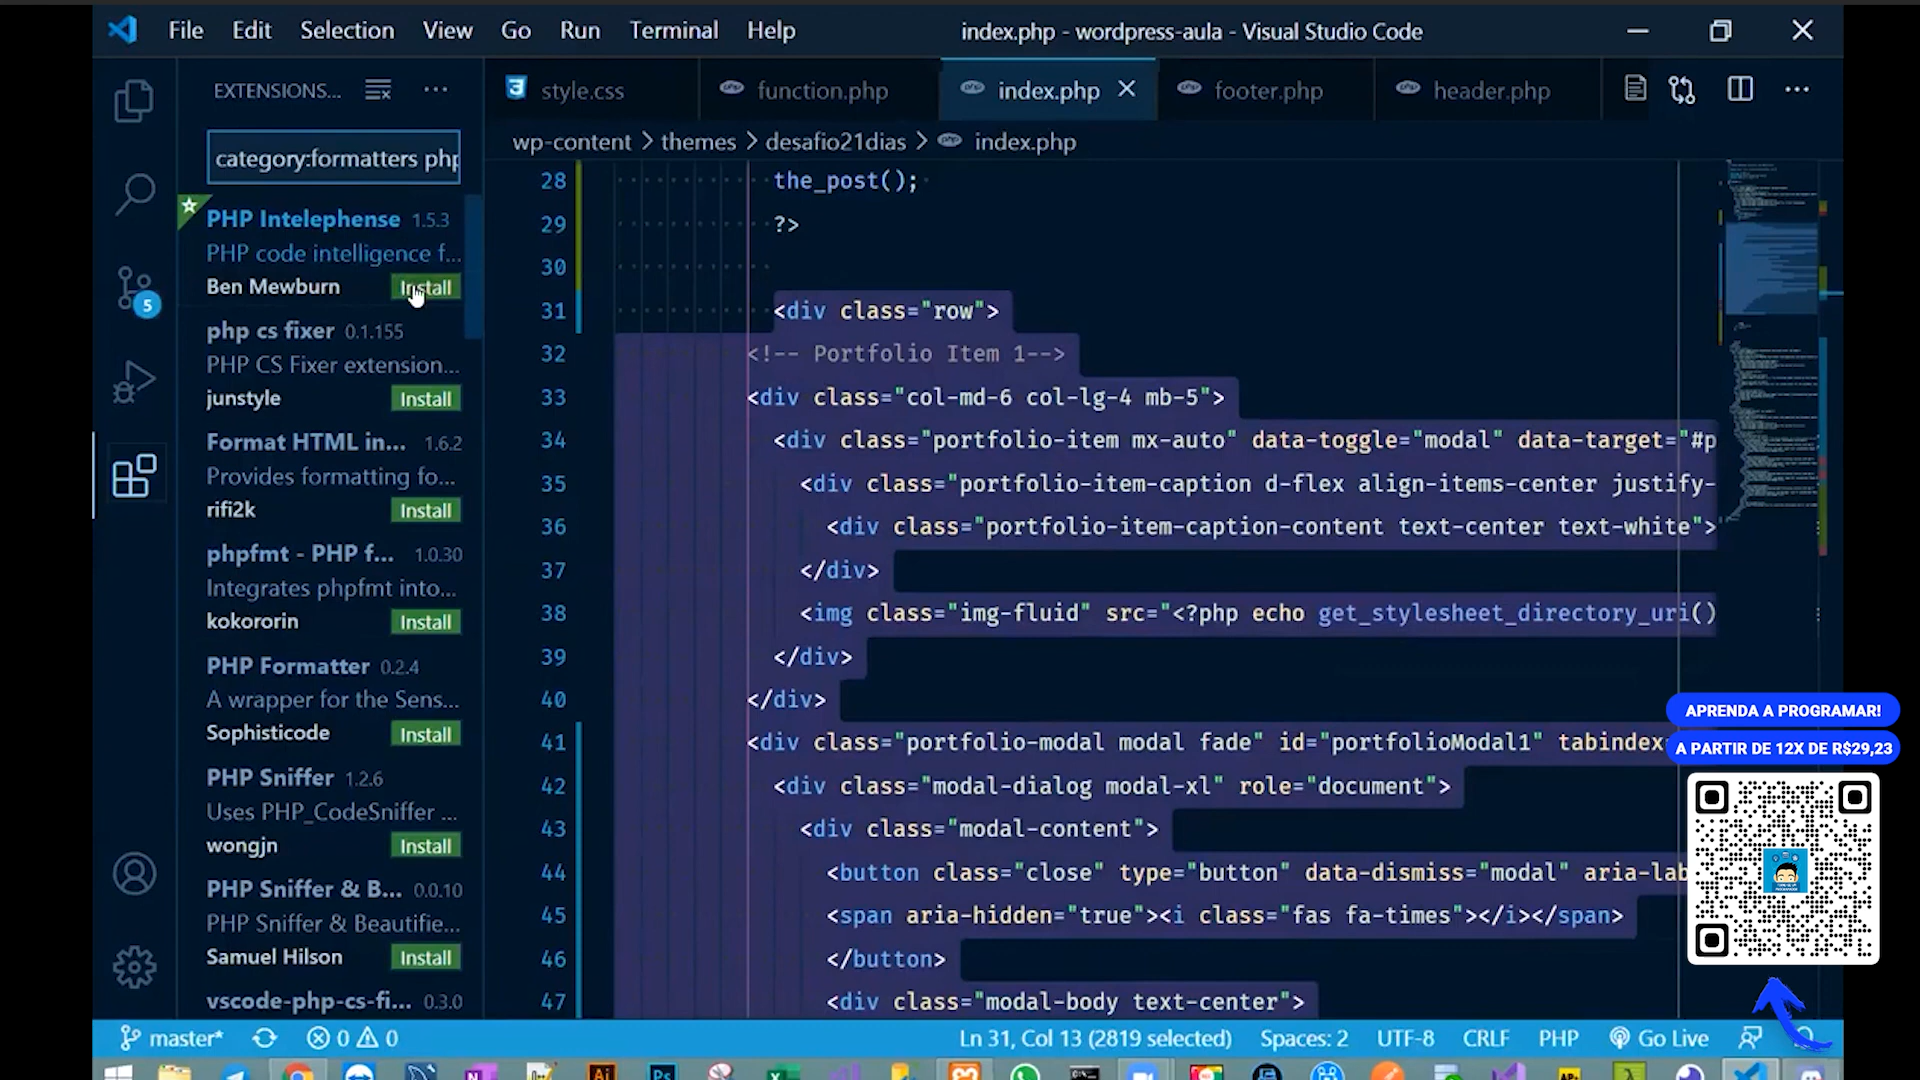 File Edit Selection View Go Run Terminal Help
index.php - wordpress-aula - Visual Studio Code
EXTENSIONS...
style.css
function.php
index.php
footer.php
header.php
category:formatters php
wp-content > themes > desafio21dias > index.php
PHP Intelephense 1.5.3
PHP code intelligence f...
Ben Mewburn
Install
php cs fixer 0.1.155
PHP CS Fixer extension...
junstyle
Install
Format HTML in... 1.6.2
Provides formatting fo...
rifi2k
Install
phpfmt - PHP f... 1.0.30
Integrates phpfmt into...
kokororin
Install
PHP Formatter 0.2.4
A wrapper for the Sens...
Sophisticode
Install
PHP Sniffer 1.2.6
Uses PHP_CodeSniffer ...
wongjn
Install
PHP Sniffer & B... 0.0.10
PHP Sniffer & Beautifie...
Samuel Hilson
Install
vscode-php-cs-fi... 0.3.0
5
28 the_post();
29 ?>
30
31 <div class="row">
32 <!-- Portfolio Item 1-->
33 <div class="col-md-6 col-lg-4 mb-5">
34 <div class="portfolio-item mx-auto" data-toggle="modal" data-target="#p
35 <div class="portfolio-item-caption d-flex align-items-center justify-
36 <div class="portfolio-item-caption-content text-center text-white">
37 </div>
38 <img class="img-fluid" src="<?php echo get_stylesheet_directory_uri()
39 </div>
40 </div>
41 <div class="portfolio-modal modal fade" id="portfolioModal1" tabindex
42 <div class="modal-dialog modal-xl" role="document">
43 <div class="modal-content">
44 <button class="close" type="button" data-dismiss="modal" aria-lab
45 <span aria-hidden="true"><i class="fas fa-times"></i></span>
46 </button>
47 <div class="modal-body text-center">
APRENDA A PROGRAMAR!
A PARTIR DE 12X DE R$29,23
master* 0 0
Ln 31, Col 13 (2819 selected) Spaces: 2 UTF-8 CRLF PHP Go Live
Ai Ps